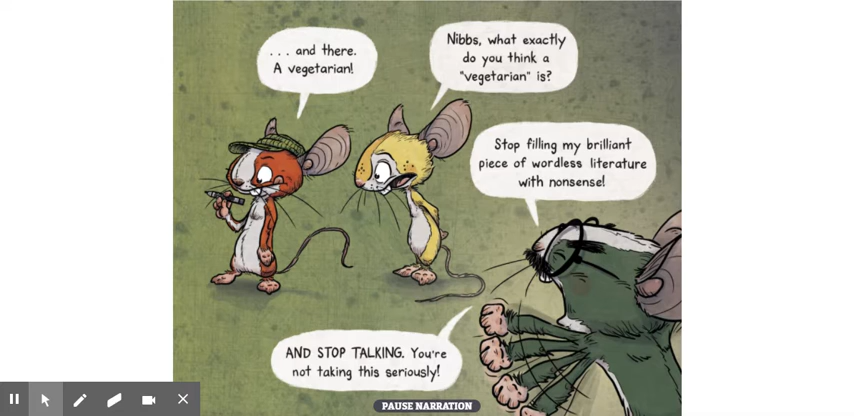 . . . and there.
A vegetarian!
Nibbs, what exactly
do you think a
"vegetarian" is?
Stop filling my brilliant
piece of wordless literature
with nonsense!
AND STOP TALKING. You're
not taking this seriously!
PAUSE NARRATION